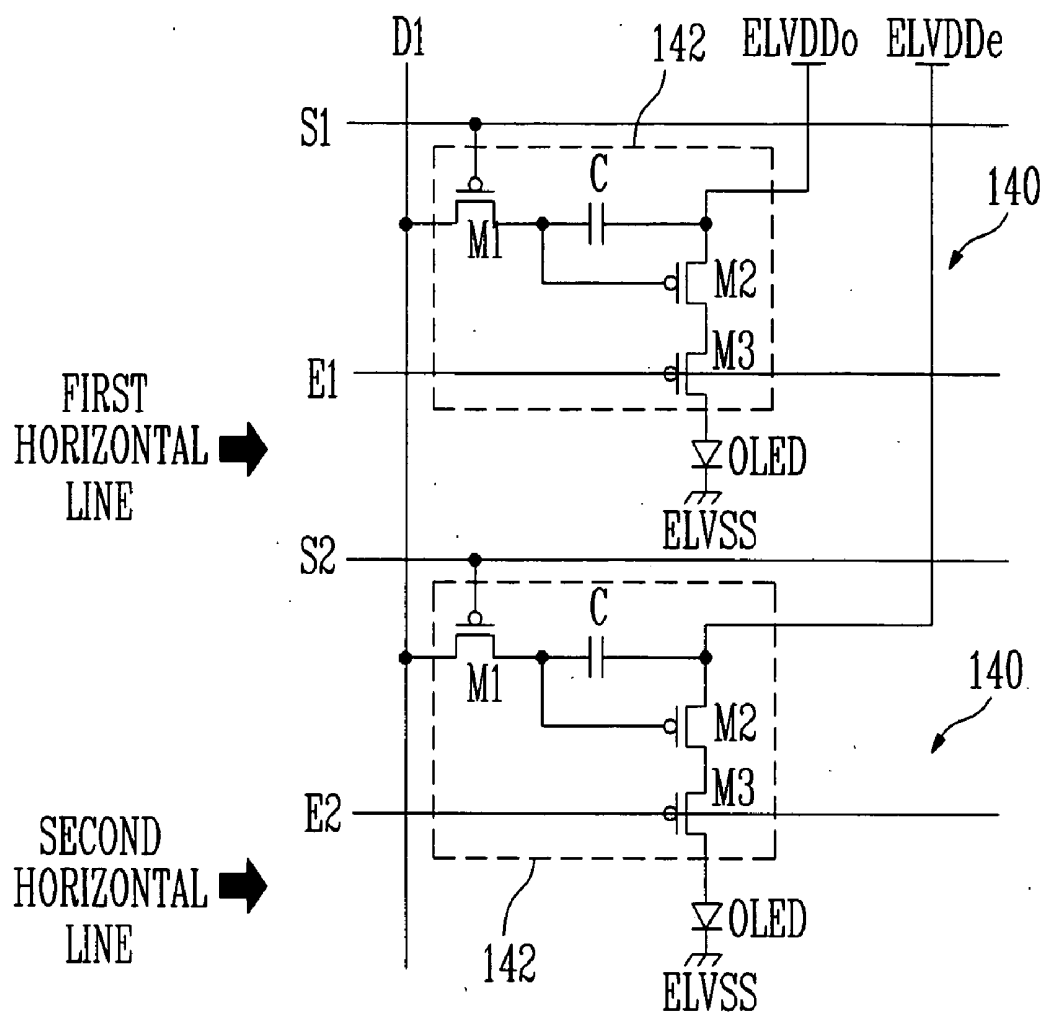 D1
142
ELVDDo
ELVDDe
S1
C
140
M1
M2
M3
E1
FIRST
HORIZONTAL
LINE
OLED
ELVSS
S2
C
M1
140
M2
M3
E2
SECOND
HORIZONTAL
LINE
OLED
142
ELVSS